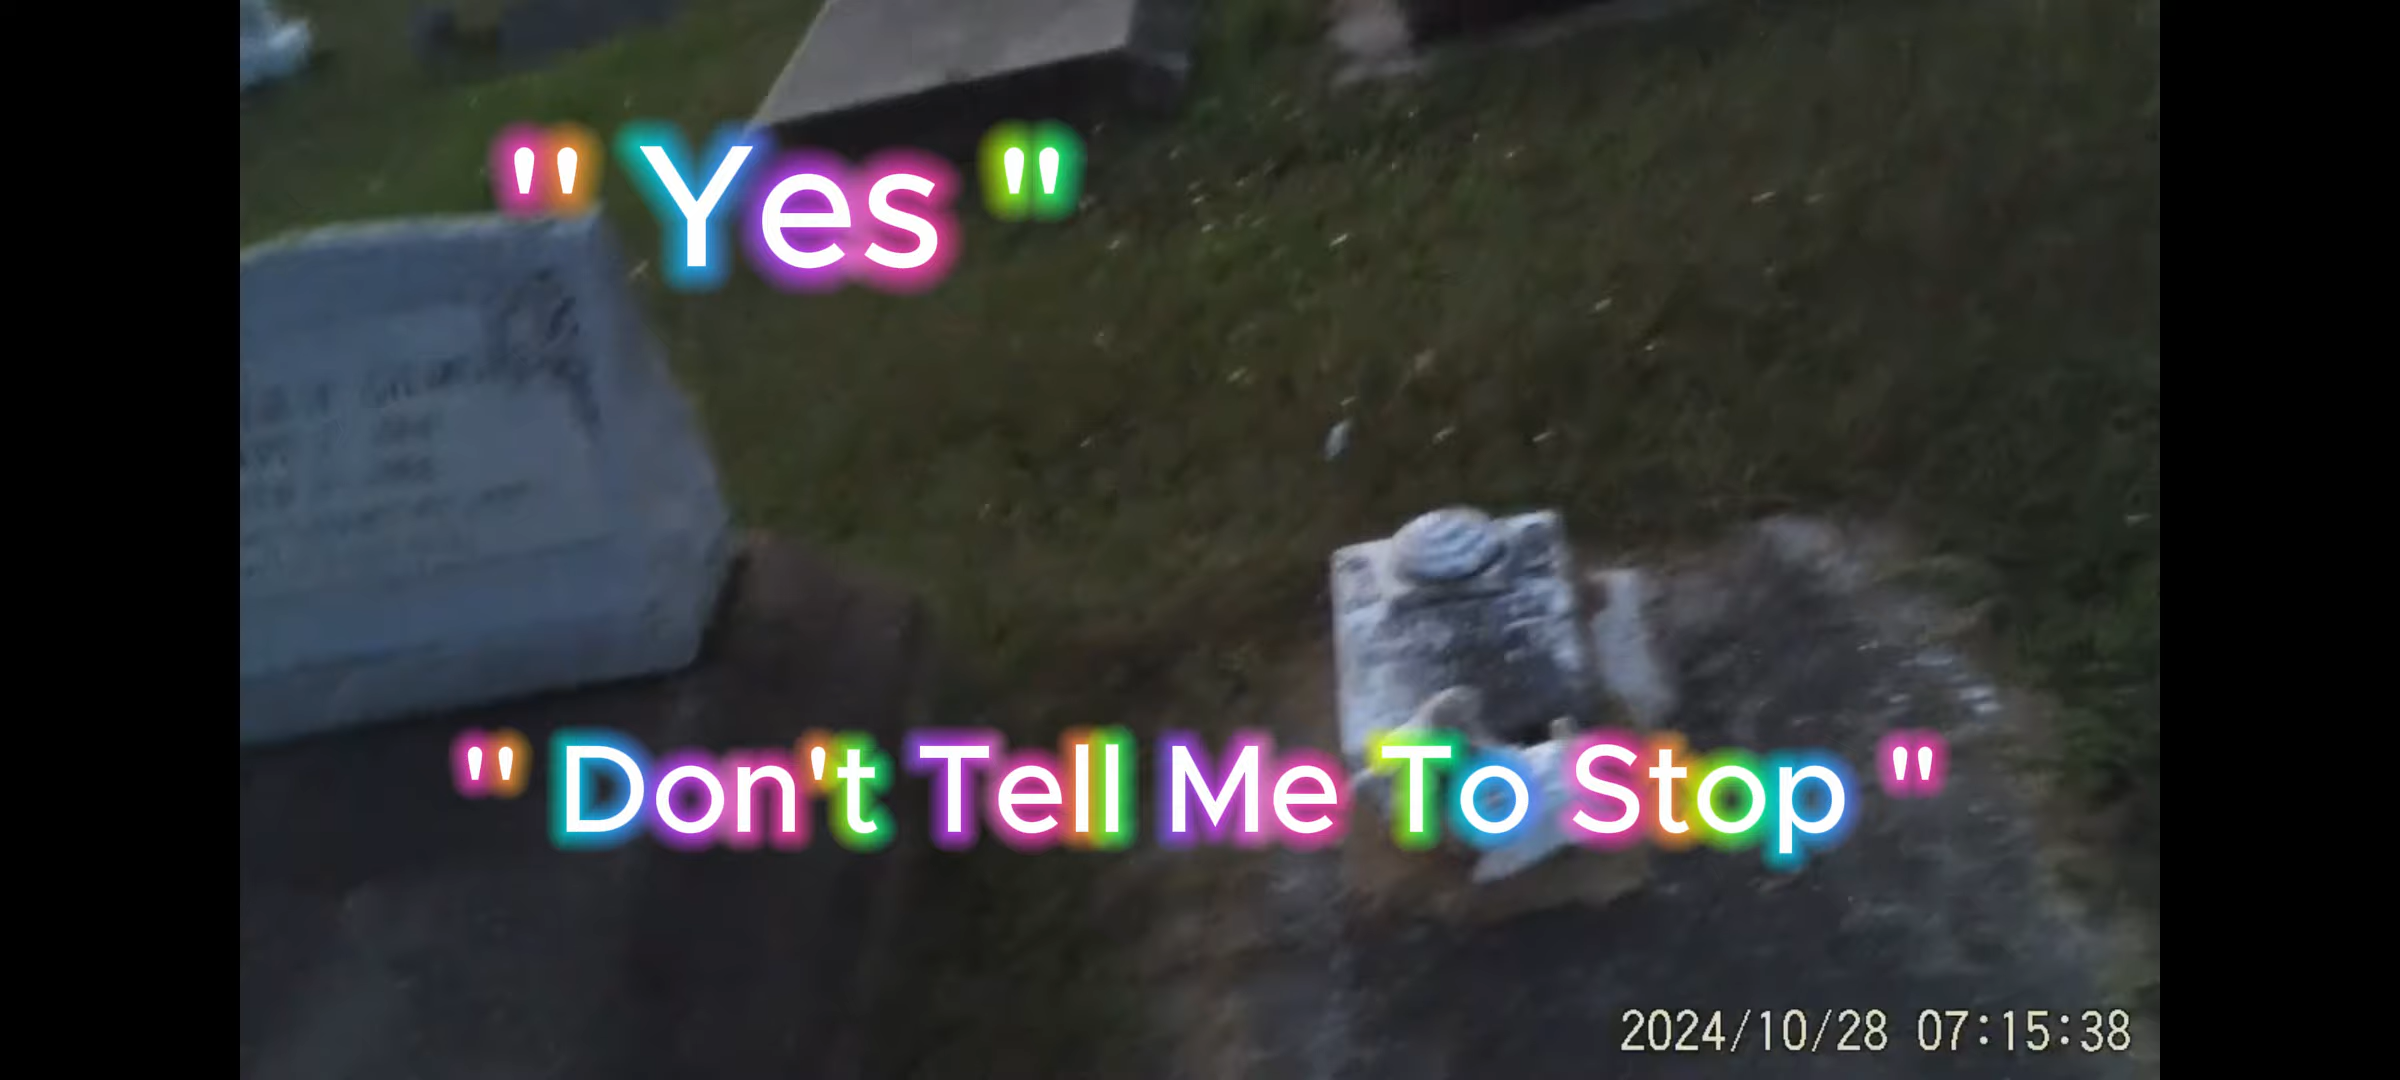 " Yes "
" Don't Tell Me To Stop "
2024/10/28 07:15:38